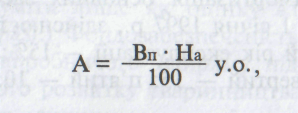 А = Вп · На / 100 у.о.,